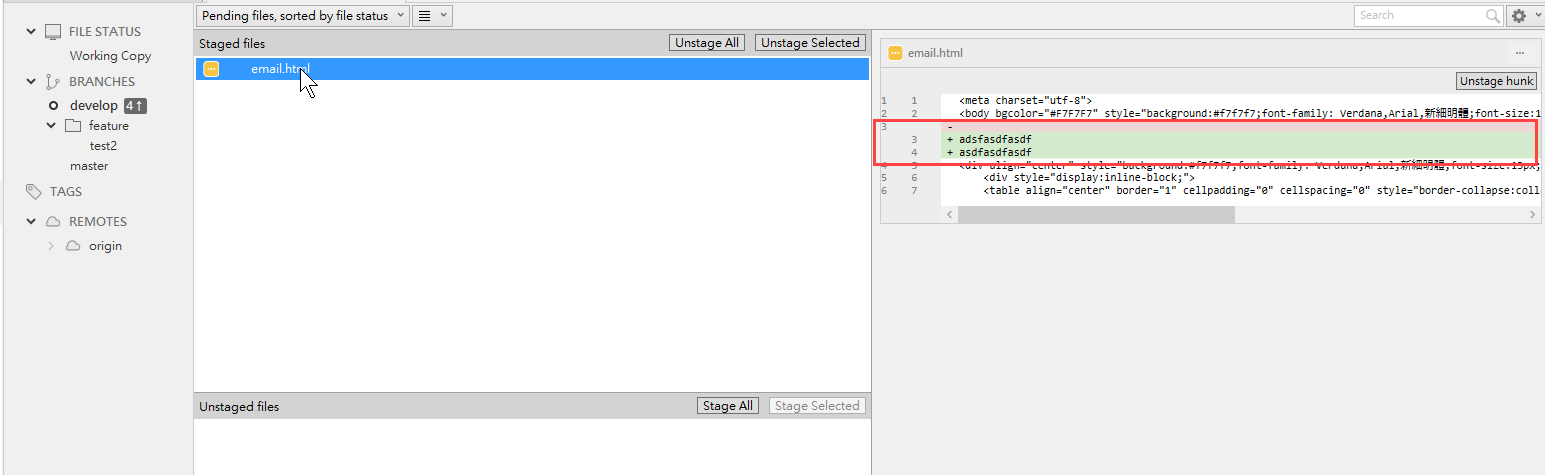 Pending files, sorted by file status
Search
FILE STATUS
Working Copy
BRANCHES
develop 4↑
feature
test2
master
TAGS
REMOTES
origin
Staged files
Unstage All
Unstage Selected
email.html
Unstaged files
Stage All
Stage Selected
email.html
...
Unstage hunk
1 1 <meta charset="utf-8">
2 2 <body bgcolor="#F7F7F7" style="background:#f7f7f7;font-family: Verdana,Arial,新細明體;font-size:1
3 -
3 + adsfasdfasdf
4 + asdfasdfasdf
4 5 <div align="center" style="background:#f7f7f7;font-family: Verdana,Arial,新細明體;font-size:13px;
5 6 <div style="display:inline-block;">
6 7 <table align="center" border="1" cellpadding="0" cellspacing="0" style="border-collapse:colla